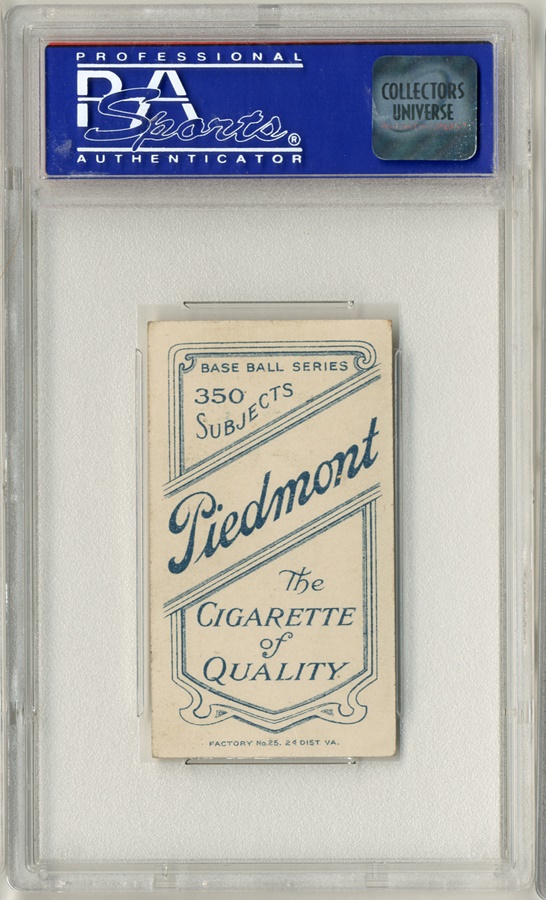 PROFESSIONAL
PSA
Sports®
AUTHENTICATOR
COLLECTORS
UNIVERSE
BASE BALL SERIES
350
SUBJECTS
Piedmont
The
CIGARETTE
of
QUALITY
FACTORY No.25. 2d DIST. VA.